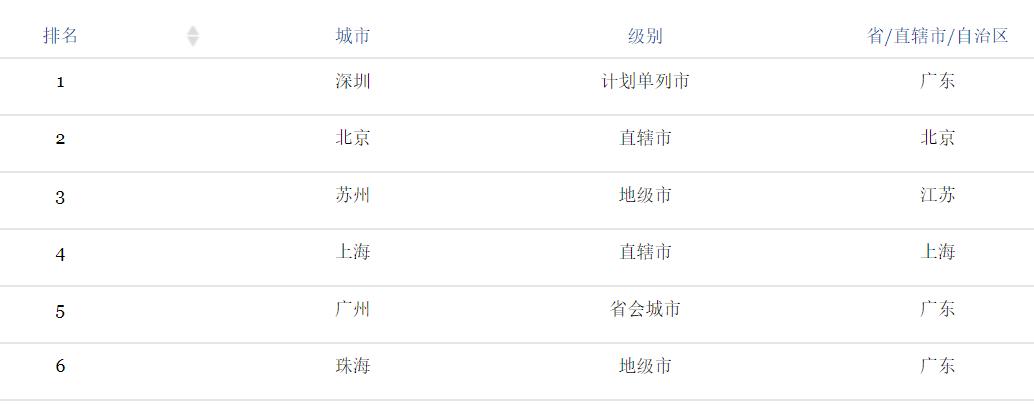 排名 城市 级别 省/直辖市/自治区
1 深圳 计划单列市 广东
2 北京 直辖市 北京
3 苏州 地级市 江苏
4 上海 直辖市 上海
5 广州 省会城市 广东
6 珠海 地级市 广东